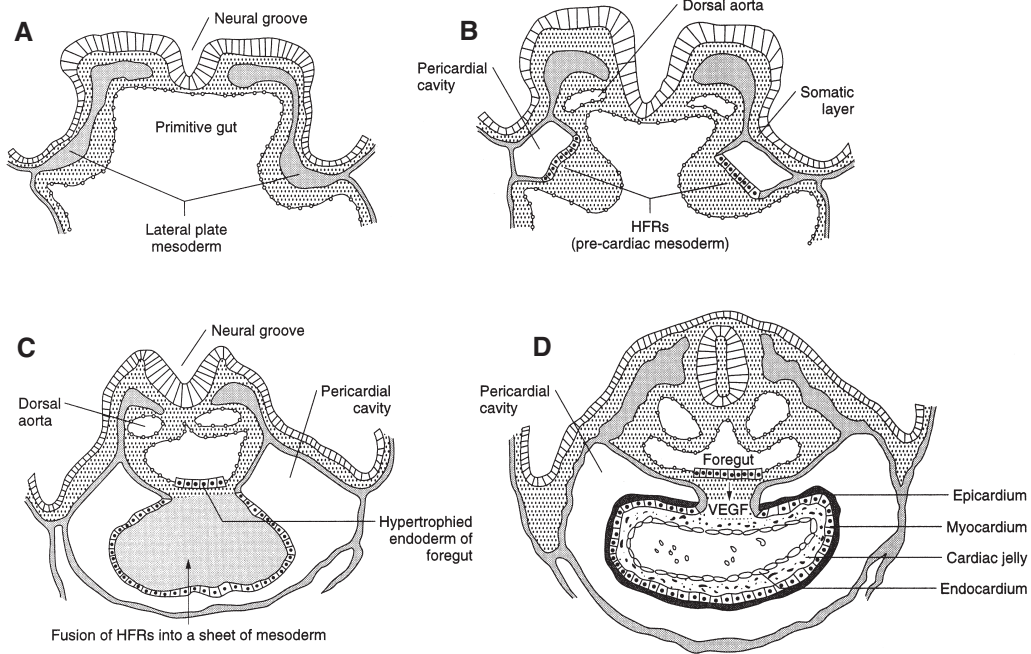 A
Neural groove
Primitive gut
Lateral plate
mesoderm
B
Dorsal aorta
Pericardial
cavity
Somatic
layer
HFRs
(pre-cardiac mesoderm)
C
Neural groove
Dorsal
aorta
Pericardial
cavity
Hypertrophied
endoderm of
foregut
Fusion of HFRs into a sheet of mesoderm
D
Pericardial
cavity
Foregut
VEGF
Epicardium
Myocardium
Cardiac jelly
Endocardium